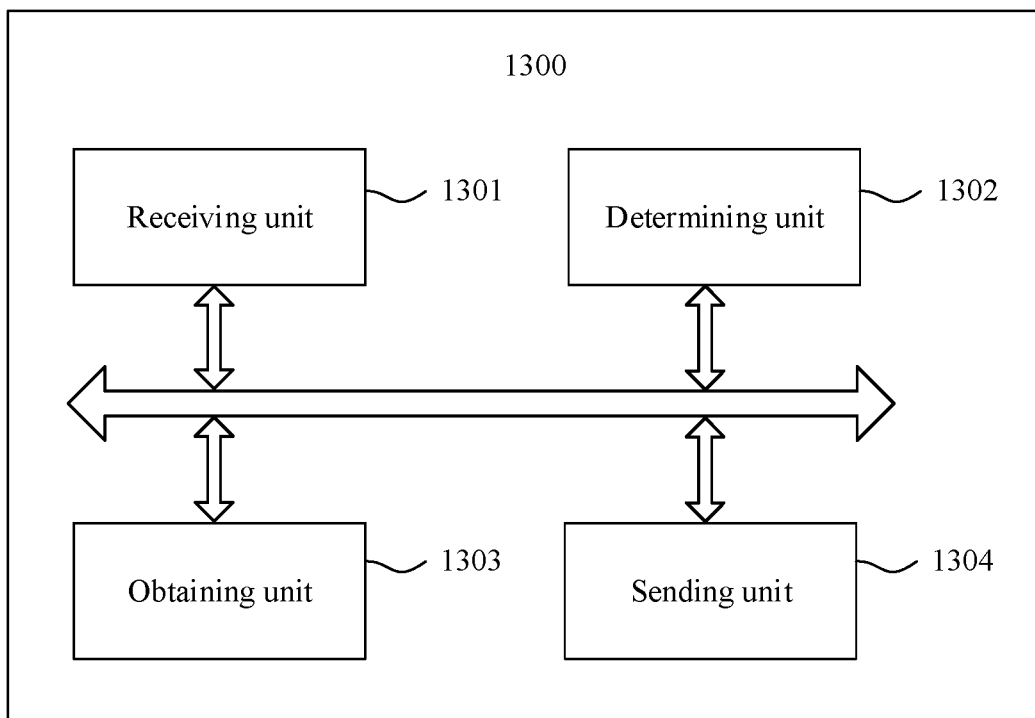 1300
Receiving unit
1301
Determining unit
1302
Obtaining unit
1303
Sending unit
1304